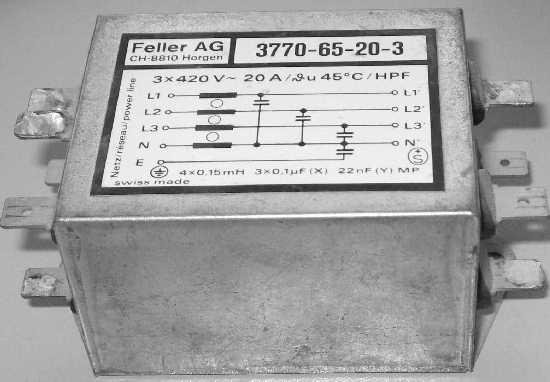 Feller AG
CH-8810 Horgen
3770-65-20-3
3×420 V~ 20 A/ϑu 45°C/HPF
Netz/réseau/power line
L1 L1'
L2 L2'
L3 L3'
N N'
E
S
4×0,15mH 3×0,1µF (X) 22nF (Y) MP
swiss made